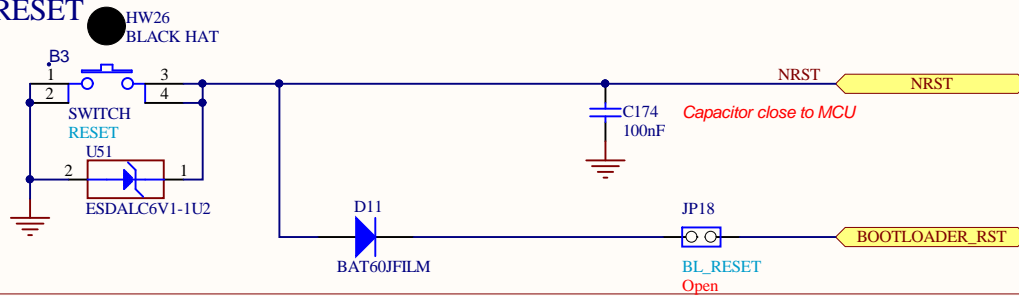 RESET
HW26
BLACK HAT
B3
1
2
3
4
SWITCH
RESET
U51
2
1
ESDALC6V1-1U2
NRST
NRST
C174
100nF
Capacitor close to MCU
D11
BAT60JFILM
JP18
BL_RESET
Open
BOOTLOADER_RST